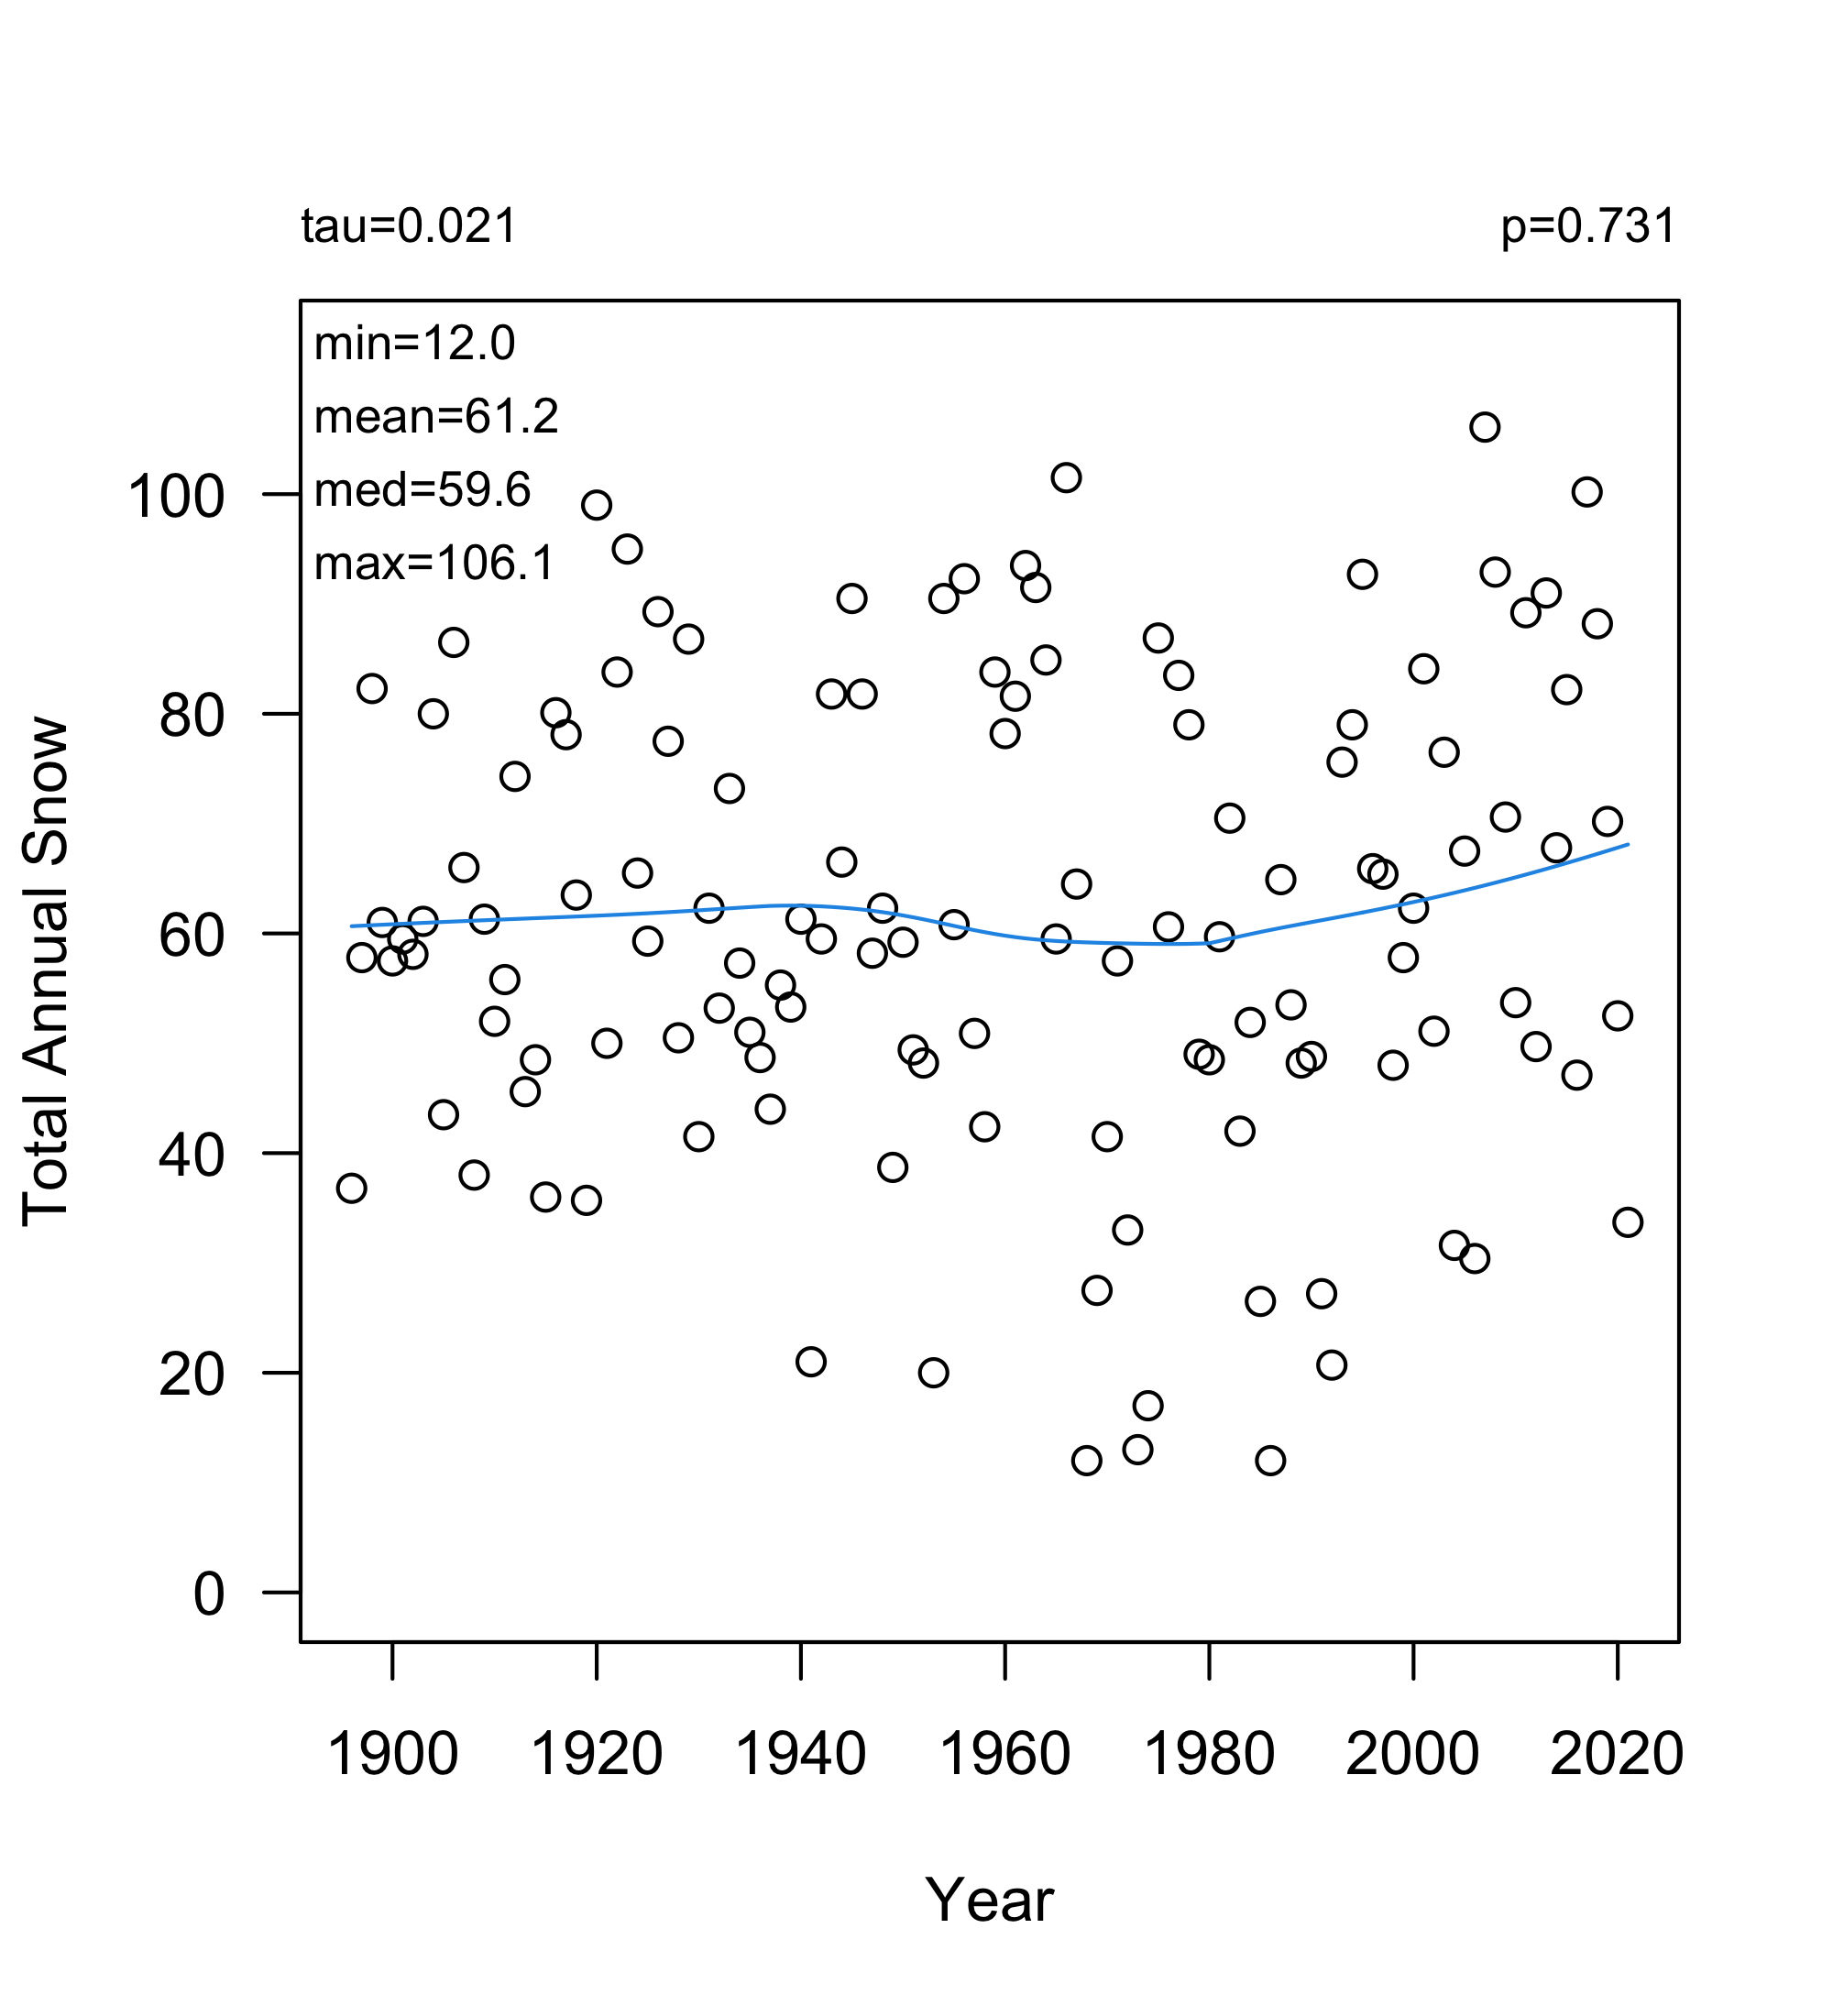 tau=0.021 p=0.731
min=12.0
mean=61.2
med=59.6
max=106.1
100
80
60
40
20
0
Total Annual Snow
1900 1920 1940 1960 1980 2000 2020
Year